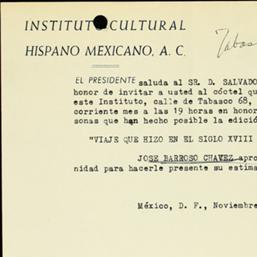 INSTITUTO CULTURAL
HISPANO MEXICANO, A. C.
Tabas
EL PRESIDENTE saluda al SR. D. SALVADO
honor de invitar a usted al cóctel qu
este Instituto, calle de Tabasco 68,
corriente mes a las 19 horas en honor
sonas que han hecho posible la edició
"VIAJE QUE HIZO EN EL SIGLO XVIII
JOSE BARROSO CHAVEZ apro
nidad para hacerle presente su estima
México, D. F., Noviembre